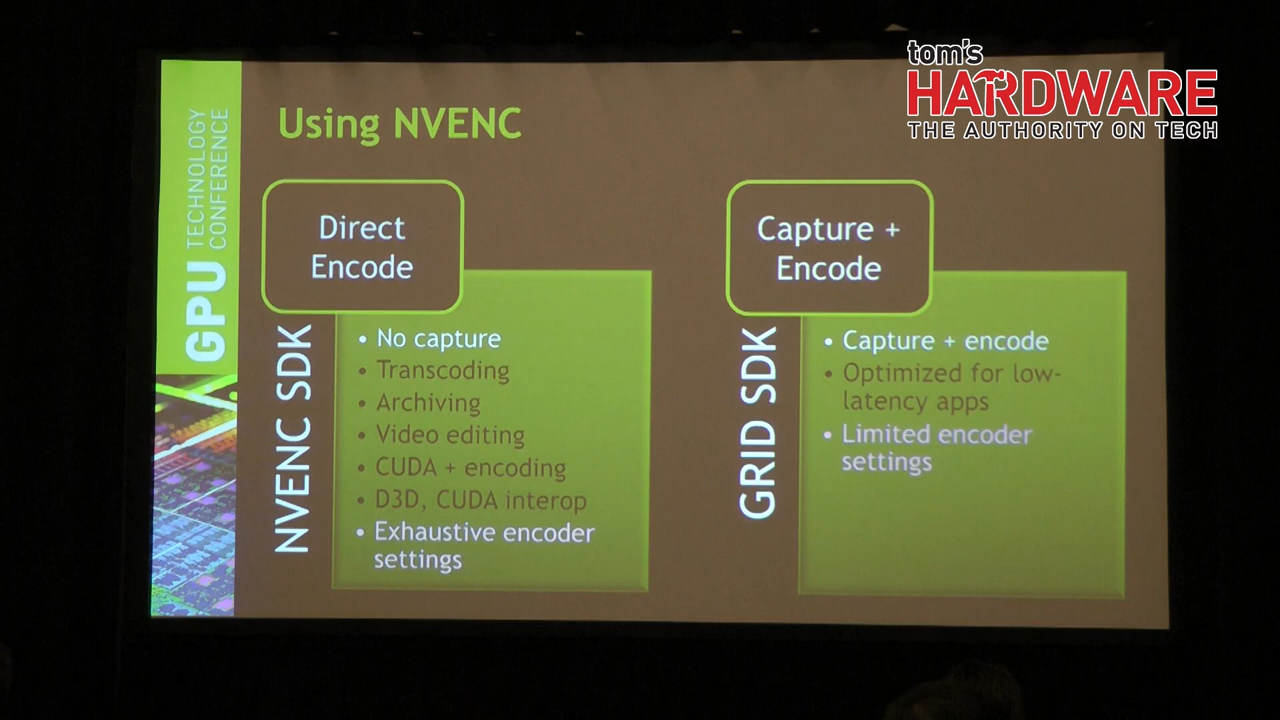 tom's
HARDWARE
THE AUTHORITY ON TECH
GPU TECHNOLOGY
CONFERENCE
Using NVENC
Direct
Encode
NVENC SDK
• No capture
• Transcoding
• Archiving
• Video editing
• CUDA + encoding
• D3D, CUDA interop
• Exhaustive encoder
settings
Capture +
Encode
GRID SDK
• Capture + encode
• Optimized for low-
latency apps
• Limited encoder
settings